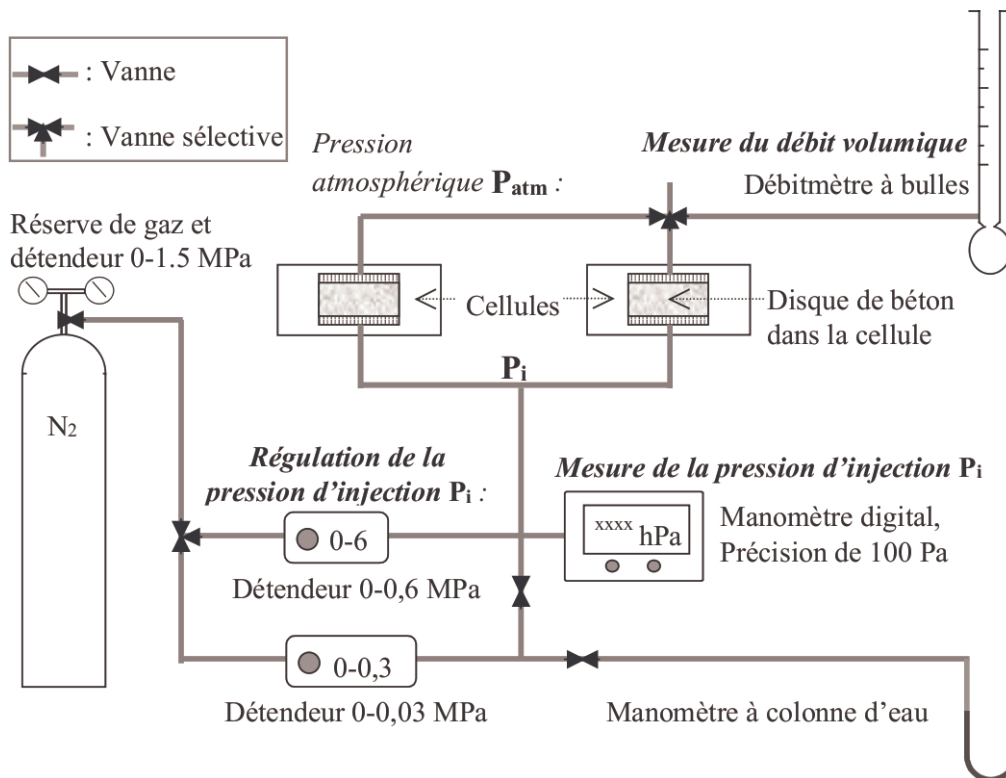 : Vanne
: Vanne sélective
Pression
atmosphérique Patm :
Mesure du débit volumique
Débitmètre à bulles
Réserve de gaz et
détendeur 0-1.5 MPa
Cellules
Disque de béton
dans la cellule
Pi
N2
Régulation de la
pression d’injection Pi :
Mesure de la pression d’injection Pi
0-6
xxxx hPa
Manomètre digital,
Précision de 100 Pa
Détendeur 0-0,6 MPa
0-0,3
Détendeur 0-0,03 MPa
Manomètre à colonne d’eau